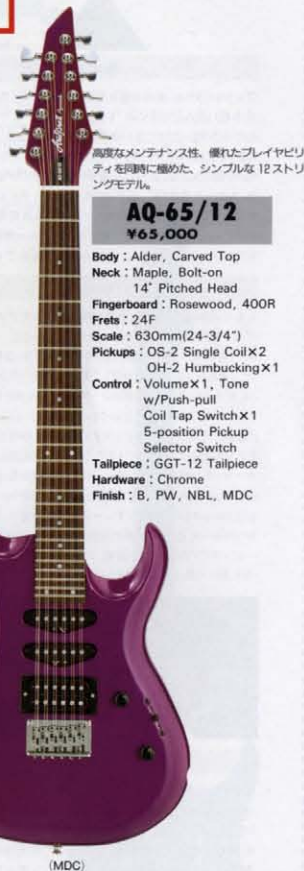 高度なメンテナンス性、優れたプレイヤビリ
ティを同時に極めた、シンプルな12ストリ
ングモデル。
AQ-65/12
¥65,000
Body：Alder, Carved Top
Neck：Maple, Bolt-on
14° Pitched Head
Fingerboard：Rosewood, 400R
Frets：24F
Scale：630mm(24-3/4")
Pickups：OS-2 Single Coil×2
OH-2 Humbucking×1
Control：Volume×1, Tone
w/Push-pull
Coil Tap Switch×1
5-position Pickup
Selector Switch
Tailpiece：GGT-12 Tailpiece
Hardware：Chrome
Finish：B, PW, NBL, MDC
(MDC)